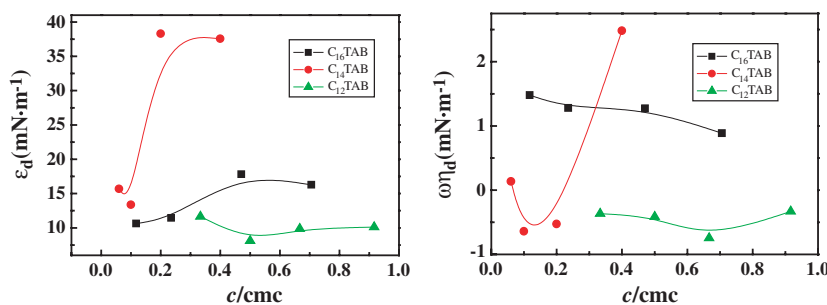 ε_d(mN·m⁻¹)
40
35
30
25
20
15
10
0.0 0.2 0.4 0.6 0.8 1.0
c/cmc
C₁₆TAB
C₁₄TAB
C₁₂TAB
ωη_d(mN·m⁻¹)
2
1
0
-1
0.0 0.2 0.4 0.6 0.8 1.0
c/cmc
C₁₆TAB
C₁₄TAB
C₁₂TAB